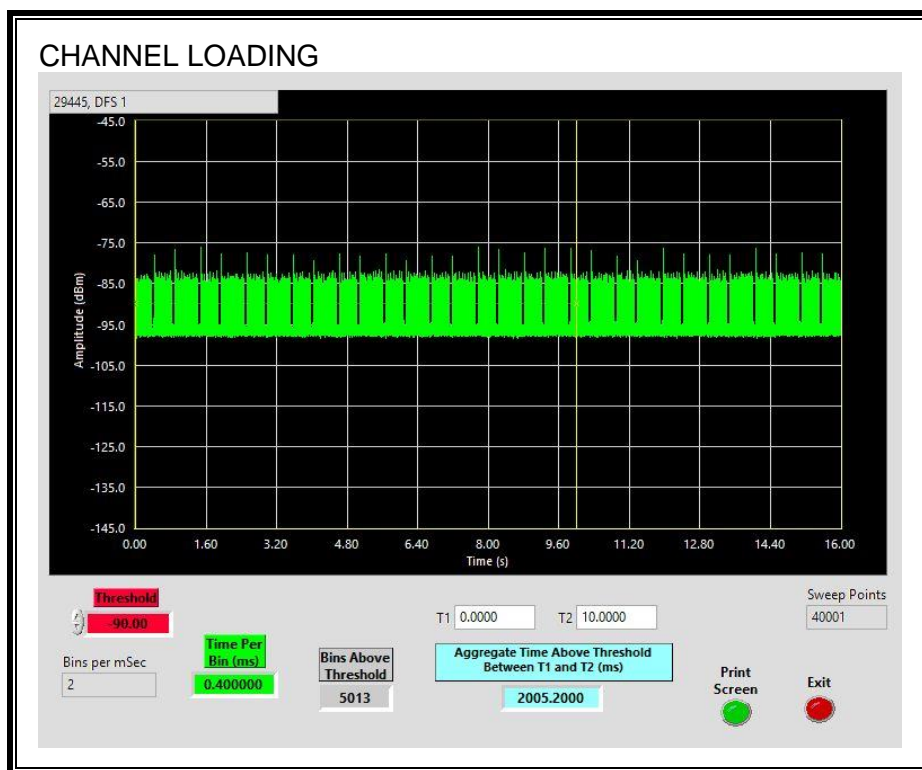 CHANNEL LOADING
29445, DFS 1
-45.0
-55.0
-65.0
-75.0
-85.0
-95.0
-105.0
-115.0
-125.0
-135.0
-145.0
Amplitude (dBm)
0.00 1.60 3.20 4.80 6.40 8.00 9.60 11.20 12.80 14.40 16.00
Time (s)
Threshold
-90.00
T1 0.0000 T2 10.0000
Sweep Points
40001
Bins per mSec
2
Time Per
Bin (ms)
0.400000
Bins Above
Threshold
5013
Aggregate Time Above Threshold
Between T1 and T2 (ms)
2005.2000
Print
Screen
Exit